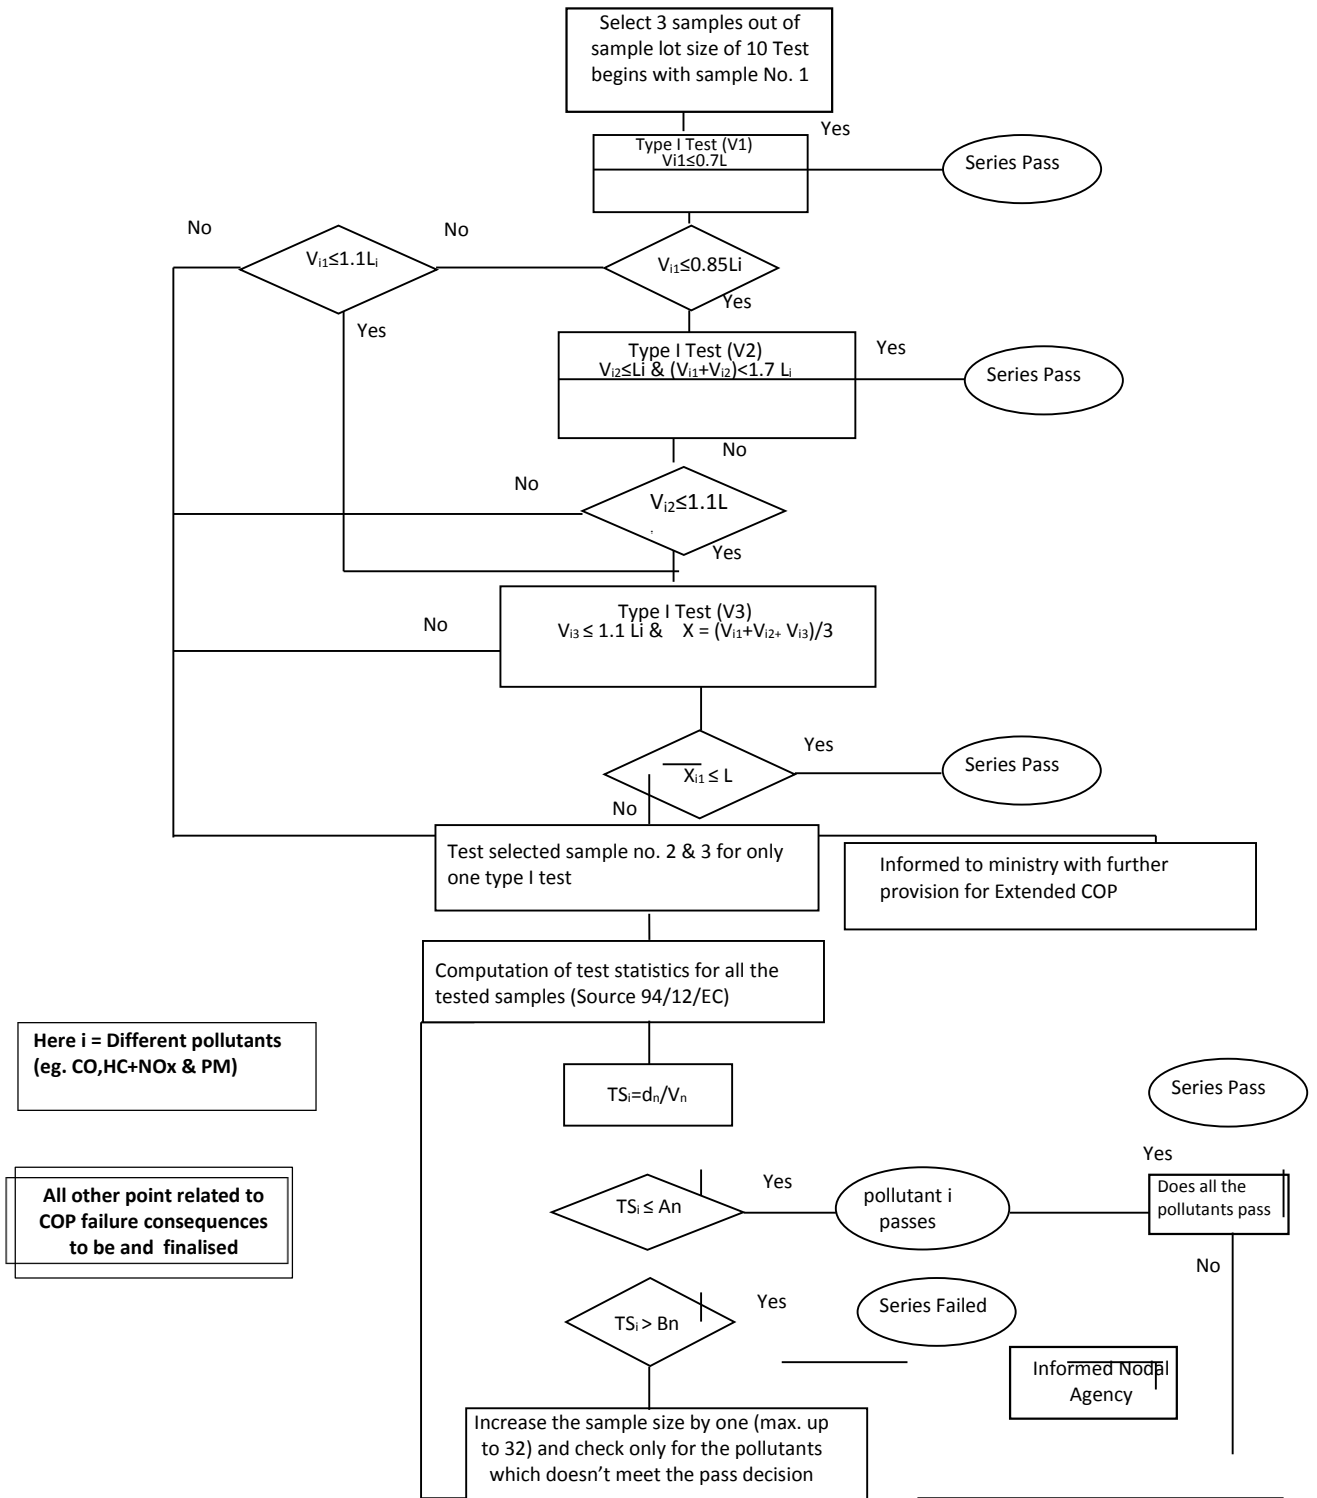 Select 3 samples out of
sample lot size of 10 Test
begins with sample No. 1
Yes
Type I Test (V1)
Vi1≤0.7L
Series Pass
No
No
Vi1≤1.1Li
Vi1≤0.85Li
Yes
Yes
Type I Test (V2)
Vi2≤Li & (Vi1+Vi2)<1.7 Li
Yes
Series Pass
No
No
Vi2≤1.1L
Yes
No
Type I Test (V3)
Vi3 ≤ 1.1 Li & X = (Vi1+Vi2+ Vi3)/3
Yes
Series Pass
X̅i1 ≤ L
No
Test selected sample no. 2 & 3 for only
one type I test
Informed to ministry with further
provision for Extended COP
Computation of test statistics for all the
tested samples (Source 94/12/EC)
Here i = Different pollutants
(eg. CO,HC+NOx & PM)
TSi=dn/Vn
Series Pass
Yes
All other point related to
COP failure consequences
to be and finalised
TSi ≤ An
Yes
pollutant i
passes
Does all the
pollutants pass
No
TSi > Bn
Yes
Series Failed
Informed Nodal
Agency
Increase the sample size by one (max. up
to 32) and check only for the pollutants
which doesn't meet the pass decision